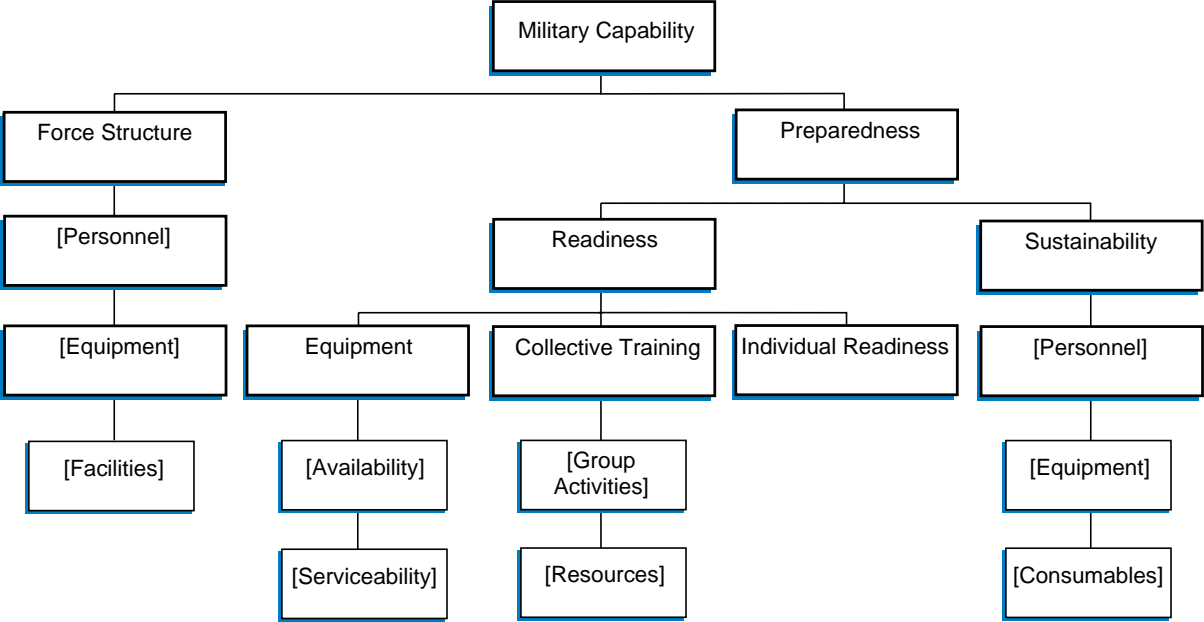 Military Capability
Force Structure
Preparedness
[Personnel]
Readiness
Sustainability
[Equipment]
Equipment
Collective Training
Individual Readiness
[Personnel]
[Facilities]
[Availability]
[Group
Activities]
[Equipment]
[Serviceability]
[Resources]
[Consumables]